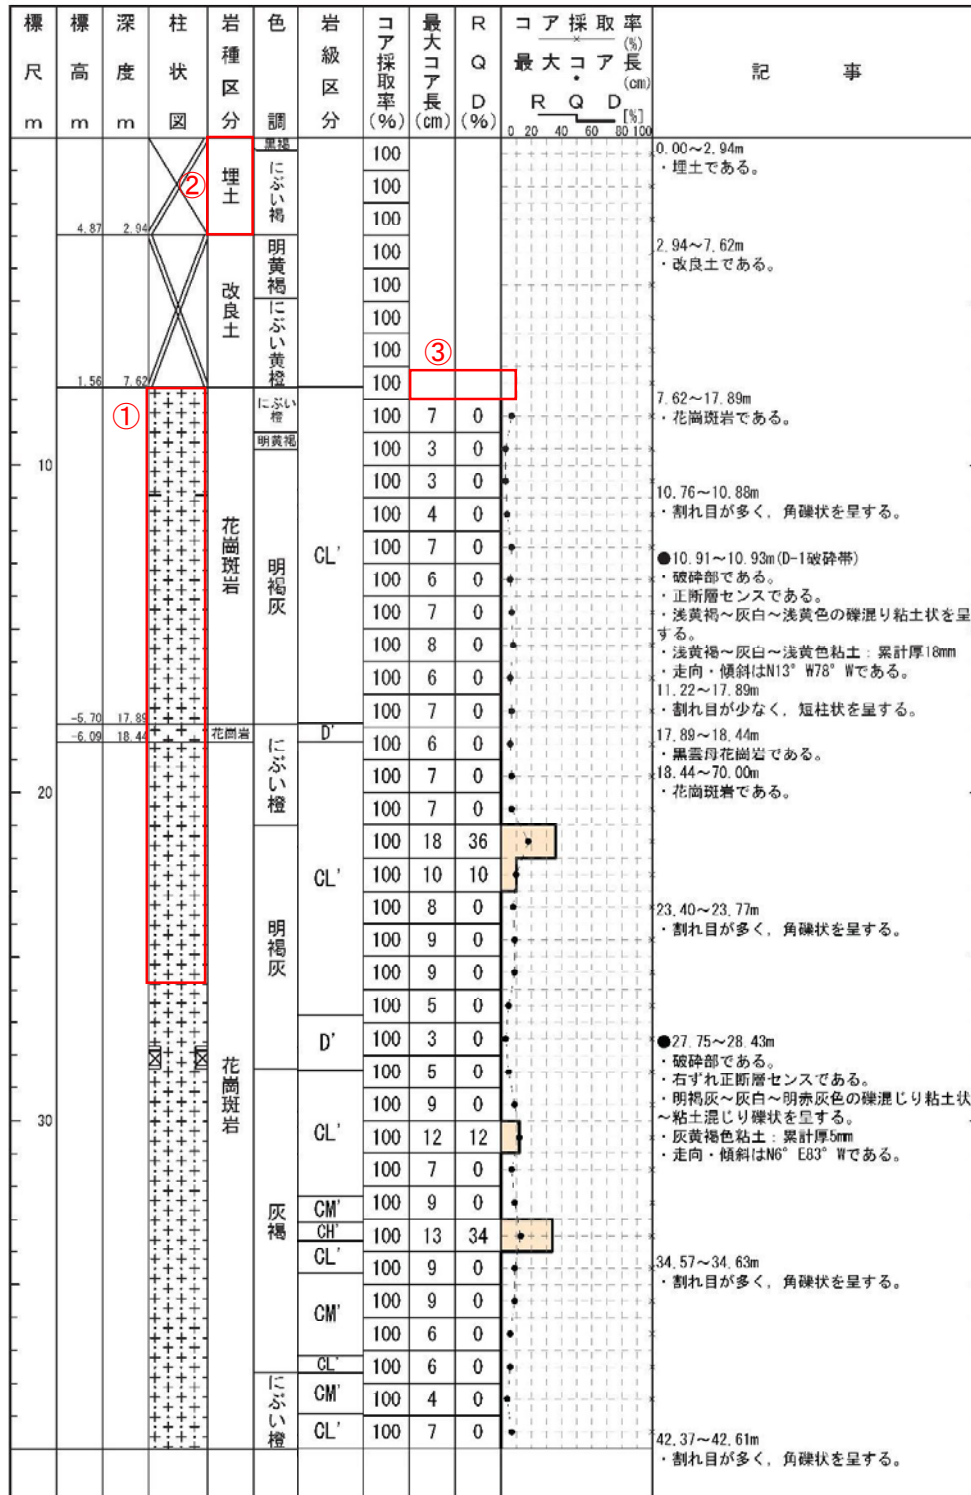 標尺m
標高m
深度m
柱状図
岩種区分
色調
岩級区分
コア採取率(%)
最大コア長(cm)
RQD(%)
コア採取率(%)
最大コア長(cm)
RQD[%]
0 20 40 60 80 100
記事
黒褐
100
0.00～2.94m
・埋土である。
② 埋土 にぶい褐
100
100
4.87 2.94
明黄褐
100
2.94～7.62m
・改良土である。
100
改良土
にぶい黄橙
100
100
③
100
1.56 7.62
7.62～17.89m
・花崗斑岩である。
①
にぶい橙
100 7 0
明黄褐
100 3 0
10
100 3 0
10.76～10.88m
・割れ目が多く，角礫状を呈する。
100 4 0
花崗斑岩
明褐灰
CL'
100 7 0
●10.91～10.93m(D-1破砕帯)
・破砕部である。
・正断層センスである。
・浅黄褐～灰白～浅黄色の礫混り粘土状を呈
する。
・浅黄褐～灰白～浅黄色粘土：累計厚18mm
・走向・傾斜はN13° W78° Wである。
100 6 0
100 7 0
100 8 0
100 6 0
11.22～17.89m
・割れ目が少なく，短柱状を呈する。
100 7 0
-5.70 17.89
花崗岩
D'
-6.09 18.44
17.89～18.44m
・黒雲母花崗岩である。
100 6 0
18.44～70.00m
・花崗斑岩である。
にぶい橙
100 7 0
20
100 7 0
100 18 36
CL'
100 10 10
100 8 0
23.40～23.77m
・割れ目が多く，角礫状を呈する。
明褐灰
100 9 0
100 9 0
100 5 0
D'
100 3 0
●27.75～28.43m
・破砕部である。
・右ずれ正断層センスである。
・明褐灰～灰白～明赤灰色の礫混じり粘土状
～粘土混じり礫状を呈する。
・灰黄褐色粘土：累計厚5mm
・走向・傾斜はN6° E83° Wである。
花崗斑岩
100 5 0
100 9 0
30
CL'
100 12 12
100 7 0
灰褐
CM'
100 9 0
CH'
100 13 34
CL'
100 9 0
34.57～34.63m
・割れ目が多く，角礫状を呈する。
CM'
100 9 0
100 6 0
CL'
100 6 0
にぶい橙
CM'
100 4 0
CL'
100 7 0
42.37～42.61m
・割れ目が多く，角礫状を呈する。